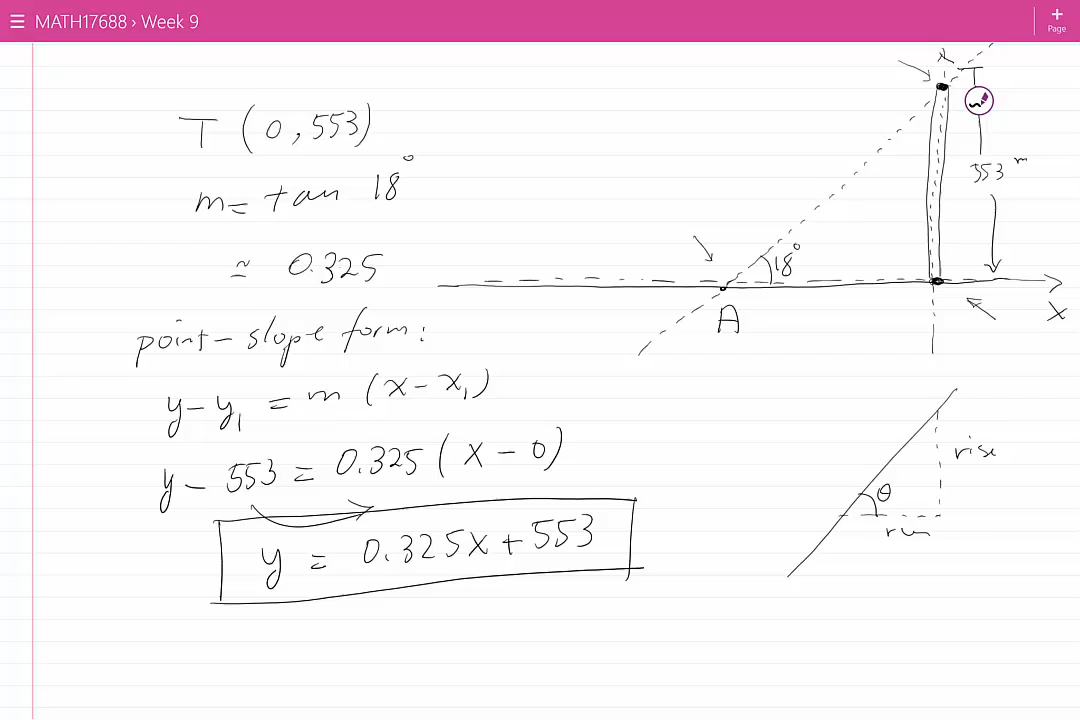 MATH17688 › Week 9
Page
T (0, 553)
m = tan 18°
≃ 0.325
point-slope form:
y - y₁ = m (x - x₁)
y - 553 = 0.325 (x - 0)
y = 0.325x + 553
T
553 m
18°
A
X
rise
θ
run